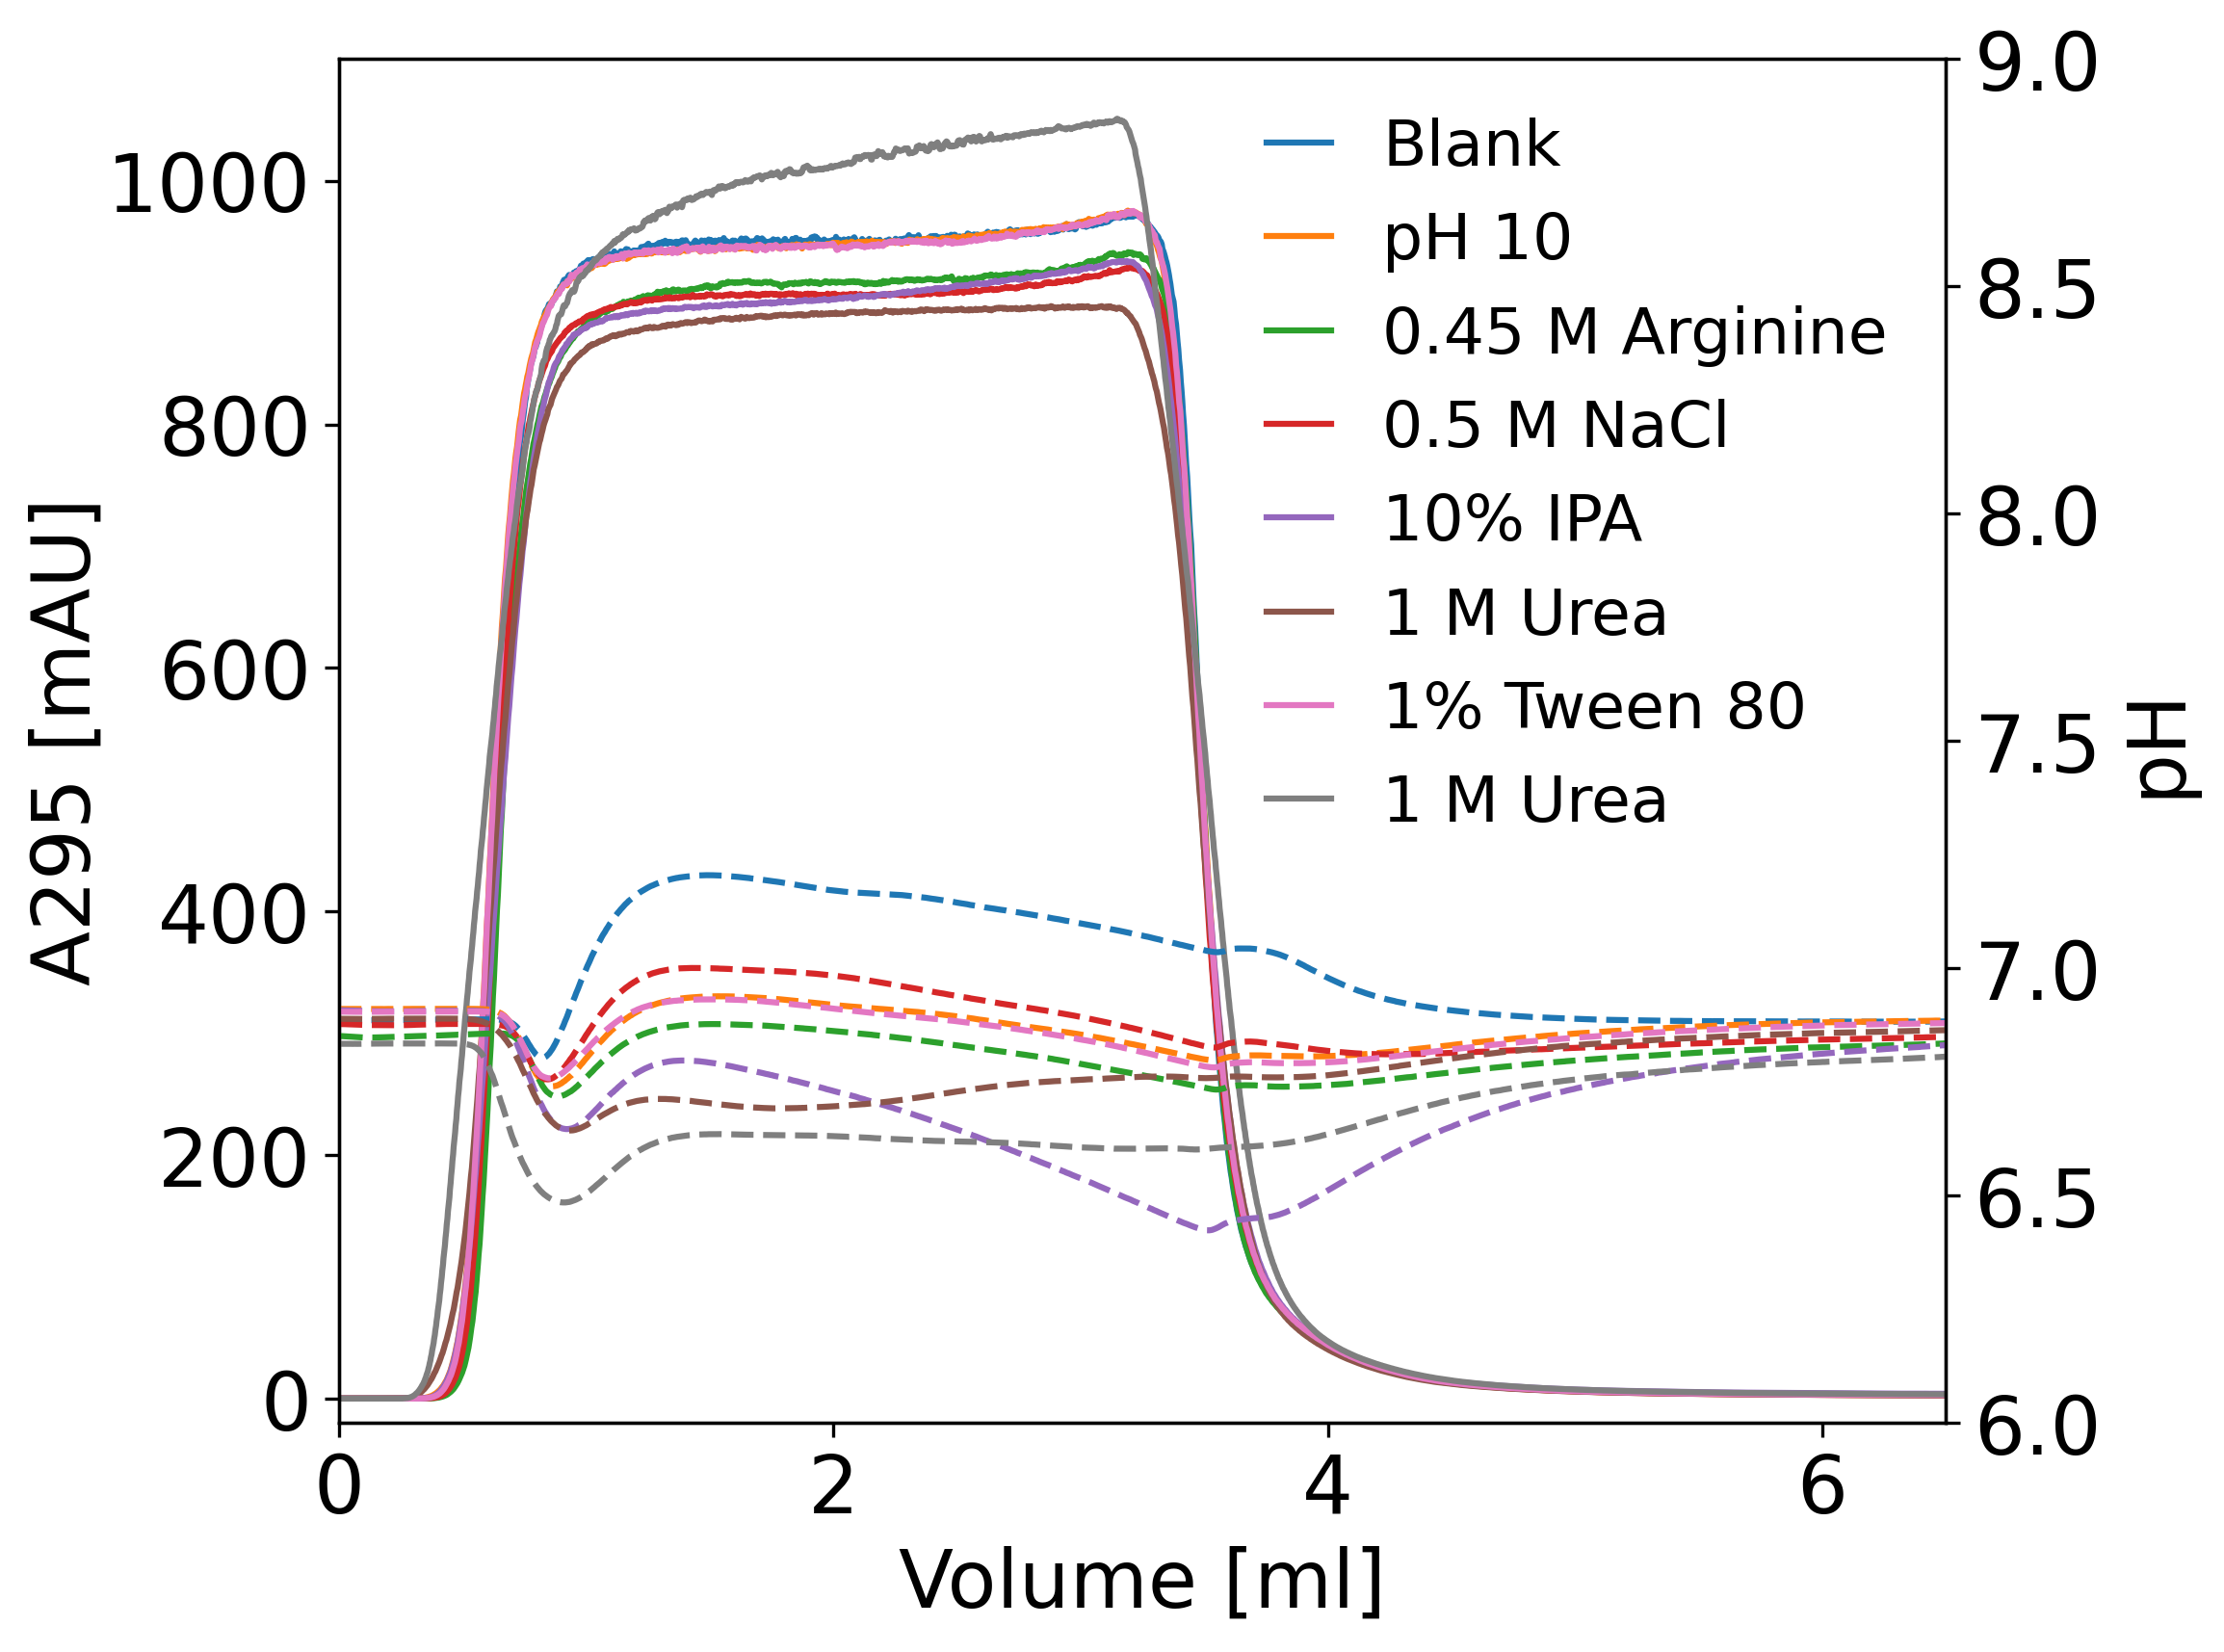 A295 [mAU]
1000
800
600
400
200
0
0
2
4
6
Volume [ml]
9.0
8.5
8.0
7.5
7.0
6.5
6.0
pH
Blank
pH 10
0.45 M Arginine
0.5 M NaCl
10% IPA
1 M Urea
1% Tween 80
1 M Urea